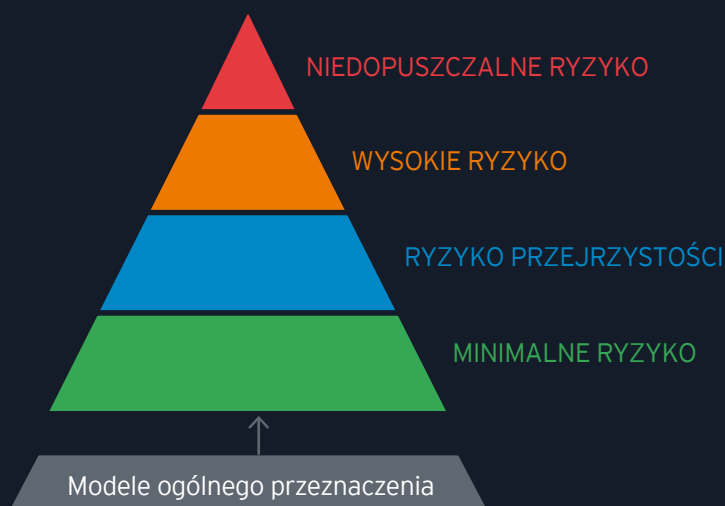 NIEDOPUSZCZALNE RYZYKO
WYSOKIE RYZYKO
RYZYKO PRZEJRZYSTOŚCI
MINIMALNE RYZYKO
Modele ogólnego przeznaczenia